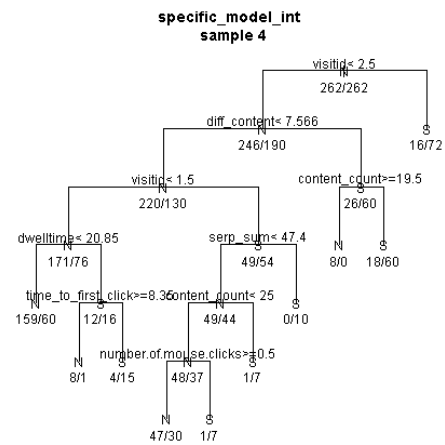 specific_model_int
sample 4
visitid< 2.5
N
262/262
diff_content< 7.566
N
246/190
S
16/72
visitid< 1.5
N
220/130
content_count>=19.5
S
26/60
dwelltime< 20.85
N
171/76
serp_sum< 47.4
S
49/54
N
8/0
S
18/60
N
159/60
time_to_first_click>=8.35
S
12/16
content_count< 25
N
49/44
S
0/10
N
8/1
S
4/15
number.of.mouse.clicks>=0.5
N
48/37
S
1/7
N
47/30
S
1/7